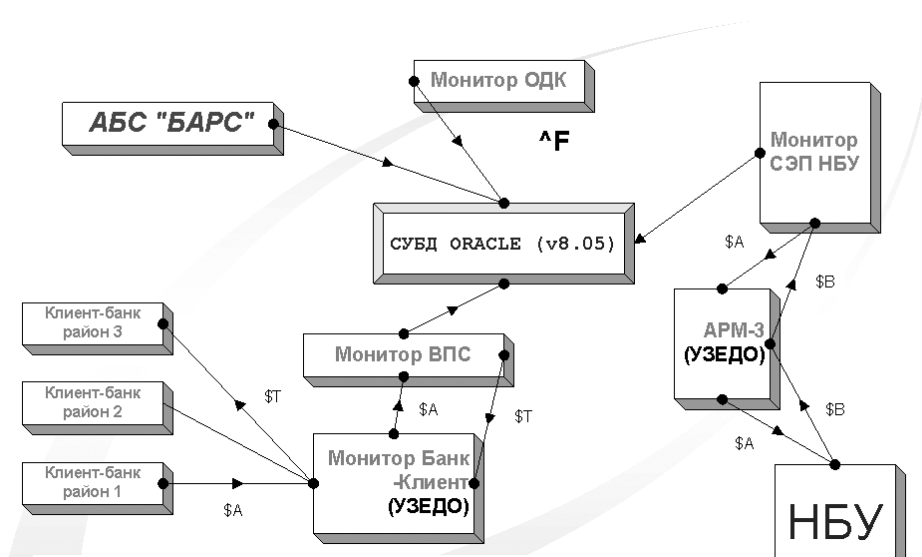 Монитор ОДК
АБС "БАРС"
^F
Монитор
СЭП НБУ
СУБД ORACLE (v8.05)
$A
$B
Клиент-банк
район 3
АРМ-3
(УЗЕДО)
Монитор ВПС
Клиент-банк
район 2
$T
$A
$T
$B
$A
Монитор Банк
-Клиент
(УЗЕДО)
Клиент-банк
район 1
$A
НБУ